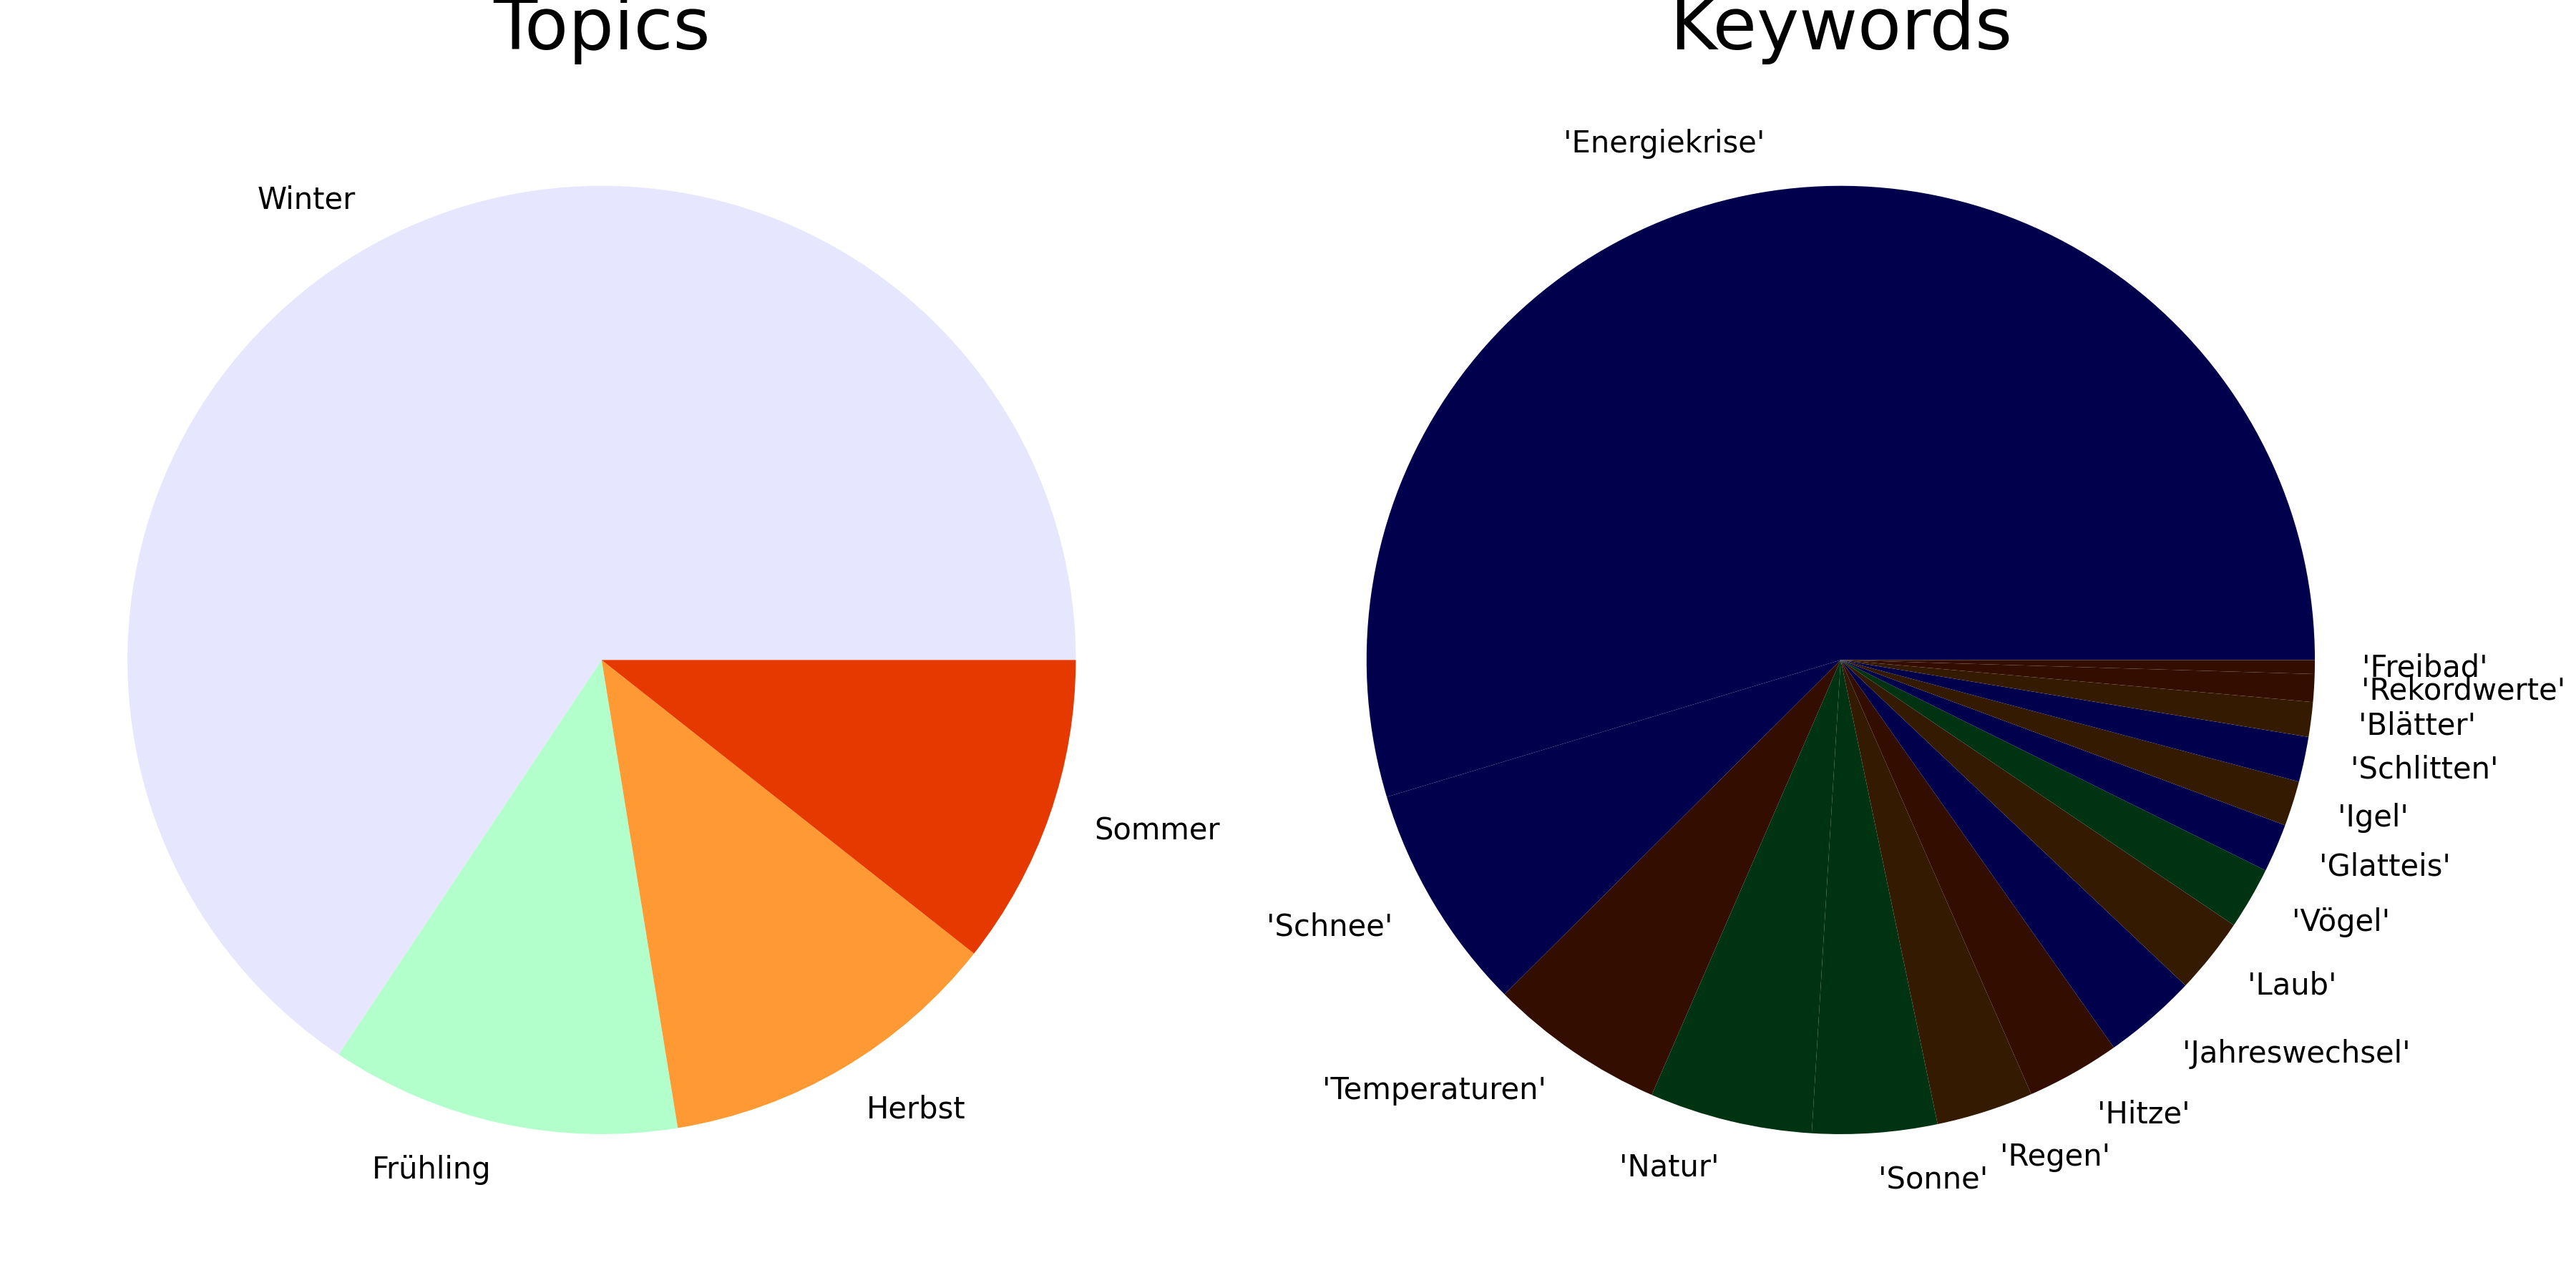 Topics
Keywords
Winter
Frühling
Herbst
Sommer
'Energiekrise'
'Schnee'
'Temperaturen'
'Natur'
'Sonne'
'Regen'
'Hitze'
'Jahreswechsel'
'Laub'
'Vögel'
'Glatteis'
'Igel'
'Schlitten'
'Blätter'
'Rekordwerte'
'Freibad'